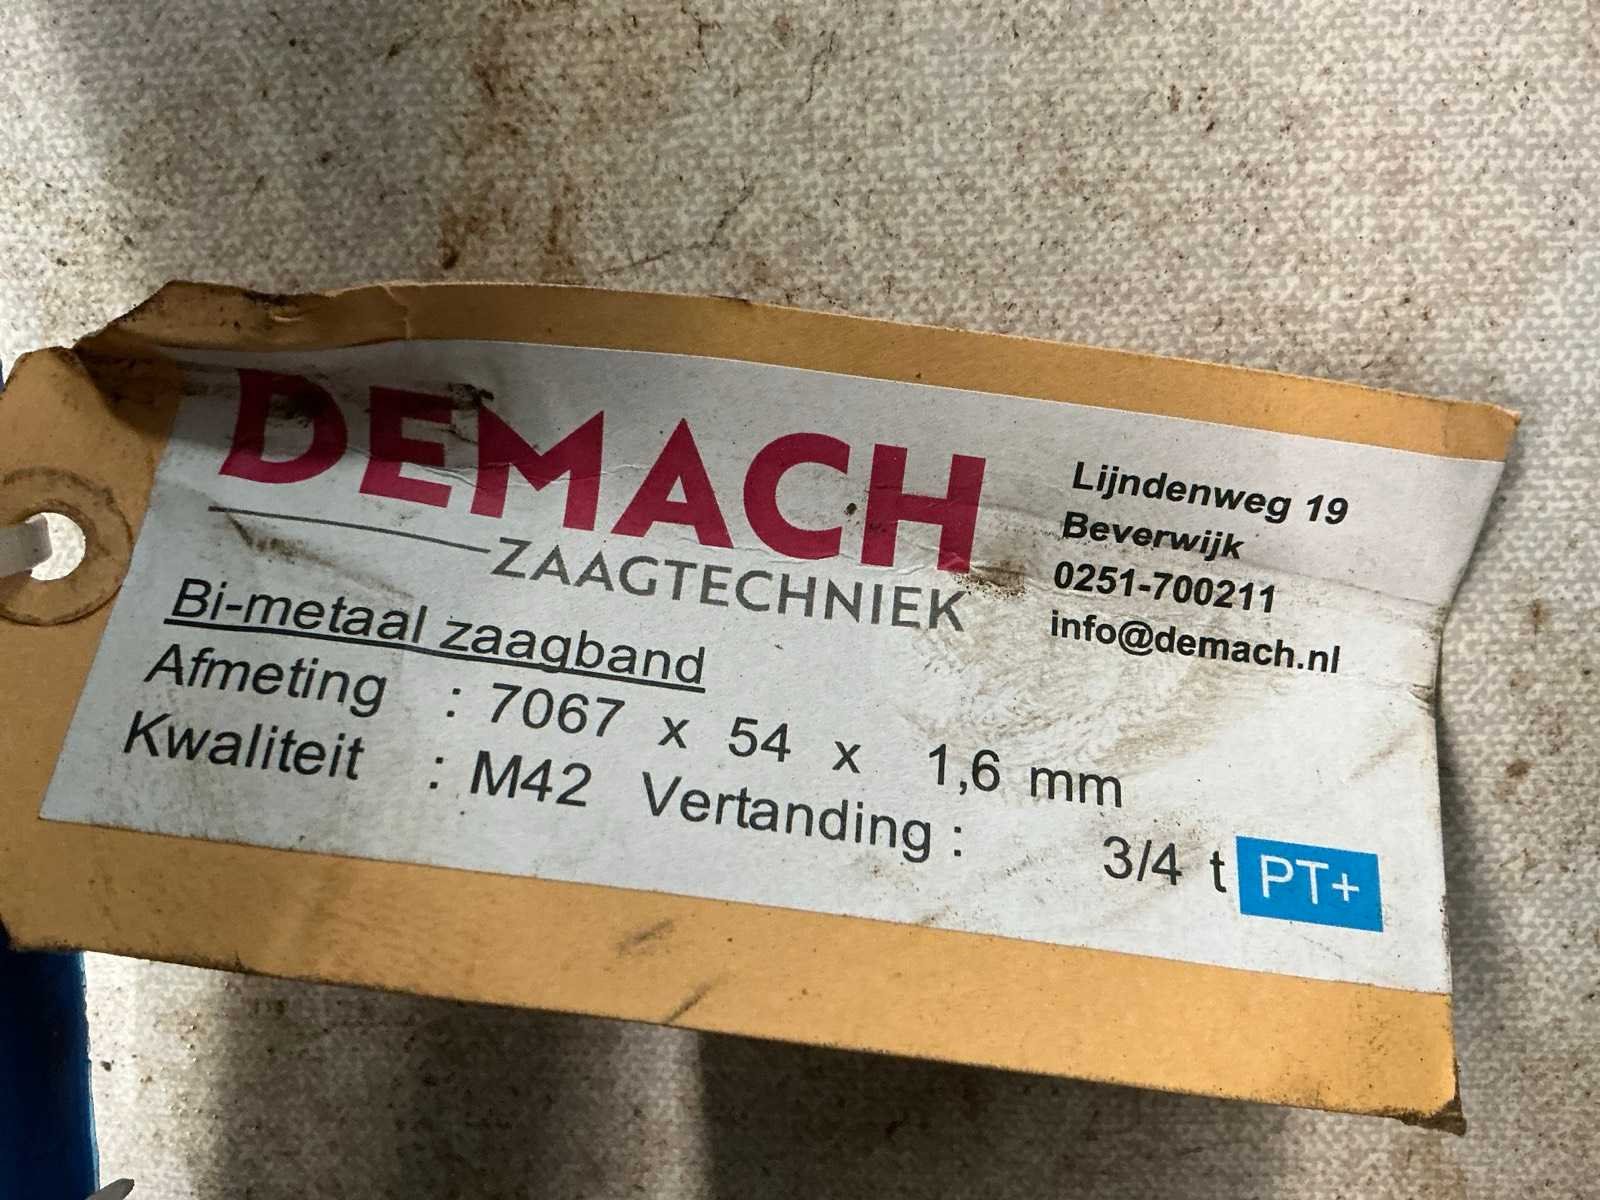 DEMACH
ZAAGTECHNIEK
Lijndenweg 19
Beverwijk
0251-700211
info@demach.nl
Bi-metaal zaagband
Afmeting : 7067 x 54 x 1,6 mm
Kwaliteit : M42 Vertanding : 3/4 t PT+